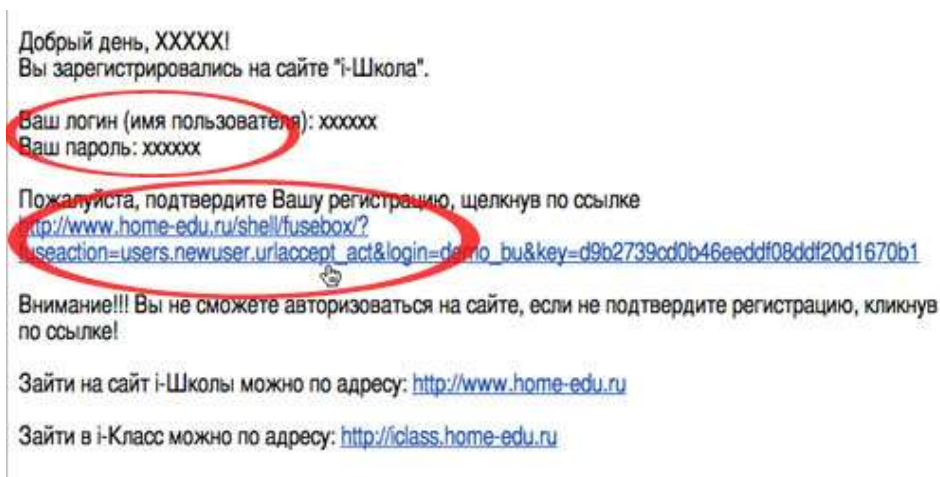 Добрый день, XXXXX!
Вы зарегистрировались на сайте "i-Школа".
Ваш логин (имя пользователя): xxxxxx
Ваш пароль: xxxxxx
Пожалуйста, подтвердите Вашу регистрацию, щелкнув по ссылке
http://www.home-edu.ru/shell/fusebox/?
fuseaction=users.newuser.urlaccept_act&login=demo_bu&key=d9b2739cd0b46eeddf08ddf20d1670b1
Внимание!!! Вы не сможете авторизоваться на сайте, если не подтвердите регистрацию, кликнув
по ссылке!
Зайти на сайт i-Школы можно по адресу: http://www.home-edu.ru
Зайти в i-Класс можно по адресу: http://iclass.home-edu.ru